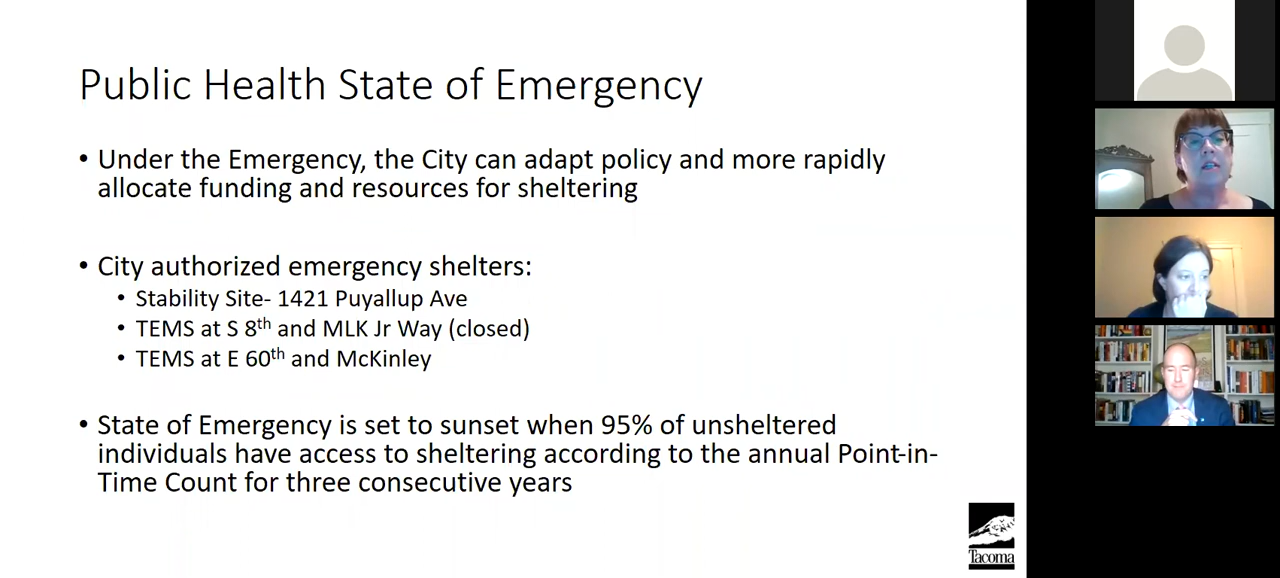 Public Health State of Emergency
• Under the Emergency, the City can adapt policy and more rapidly
allocate funding and resources for sheltering
• City authorized emergency shelters:
• Stability Site- 1421 Puyallup Ave
• TEMS at S 8th and MLK Jr Way (closed)
• TEMS at E 60th and McKinley
• State of Emergency is set to sunset when 95% of unsheltered
individuals have access to sheltering according to the annual Point-in-
Time Count for three consecutive years
Tacoma